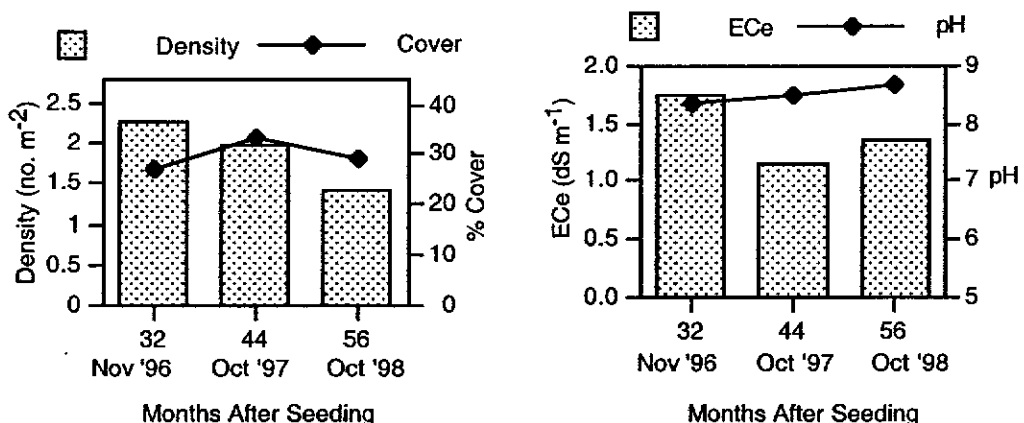 Density Cover
Density (no. m-2)
2.5
2
1.5
1
0.5
0
40
30
20
10
0
% Cover
32 44 56
Nov '96 Oct '97 Oct '98
Months After Seeding
ECe pH
ECe (dS m-1)
2.0
1.5
1.0
0.5
0.0
9
8
7
6
5
pH
32 44 56
Nov '96 Oct '97 Oct '98
Months After Seeding